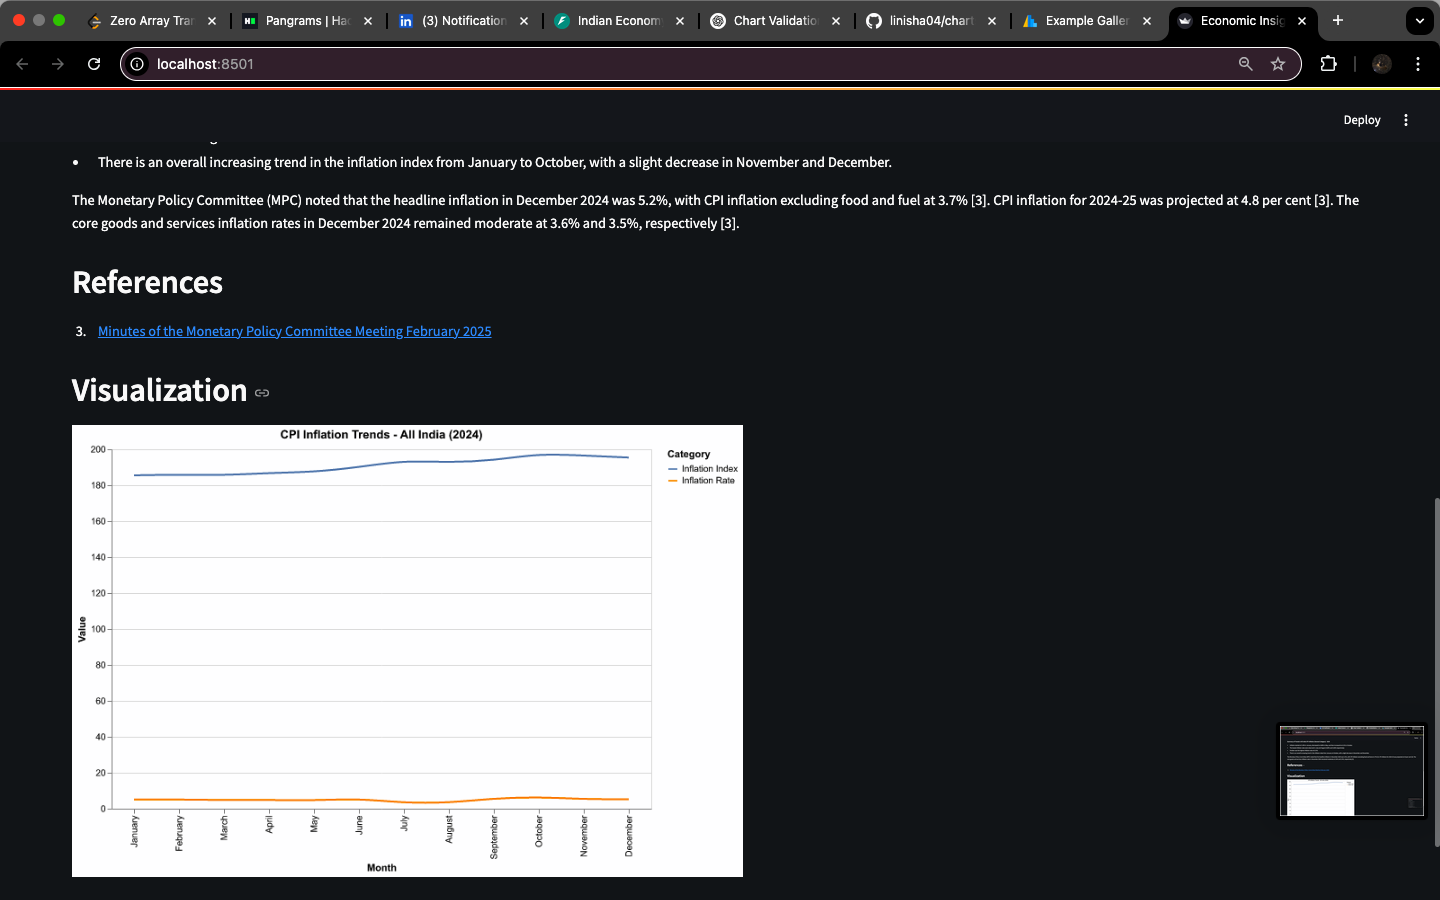 Zero Array Tran
Pangrams | Hac
(3) Notification
Indian Econom
Chart Validatio
linisha04/chart
Example Galler
Economic Insig
localhost:8501
Deploy
• There is an overall increasing trend in the inflation index from January to October, with a slight decrease in November and December.
The Monetary Policy Committee (MPC) noted that the headline inflation in December 2024 was 5.2%, with CPI inflation excluding food and fuel at 3.7% [3]. CPI inflation for 2024-25 was projected at 4.8 per cent [3]. The
core goods and services inflation rates in December 2024 remained moderate at 3.6% and 3.5%, respectively [3].
References
3. Minutes of the Monetary Policy Committee Meeting February 2025
Visualization
CPI Inflation Trends - All India (2024)
Category
Inflation Index
Inflation Rate
Value
200
180
160
140
120
100
80
60
40
20
0
January
February
March
April
May
June
July
August
September
October
November
December
Month